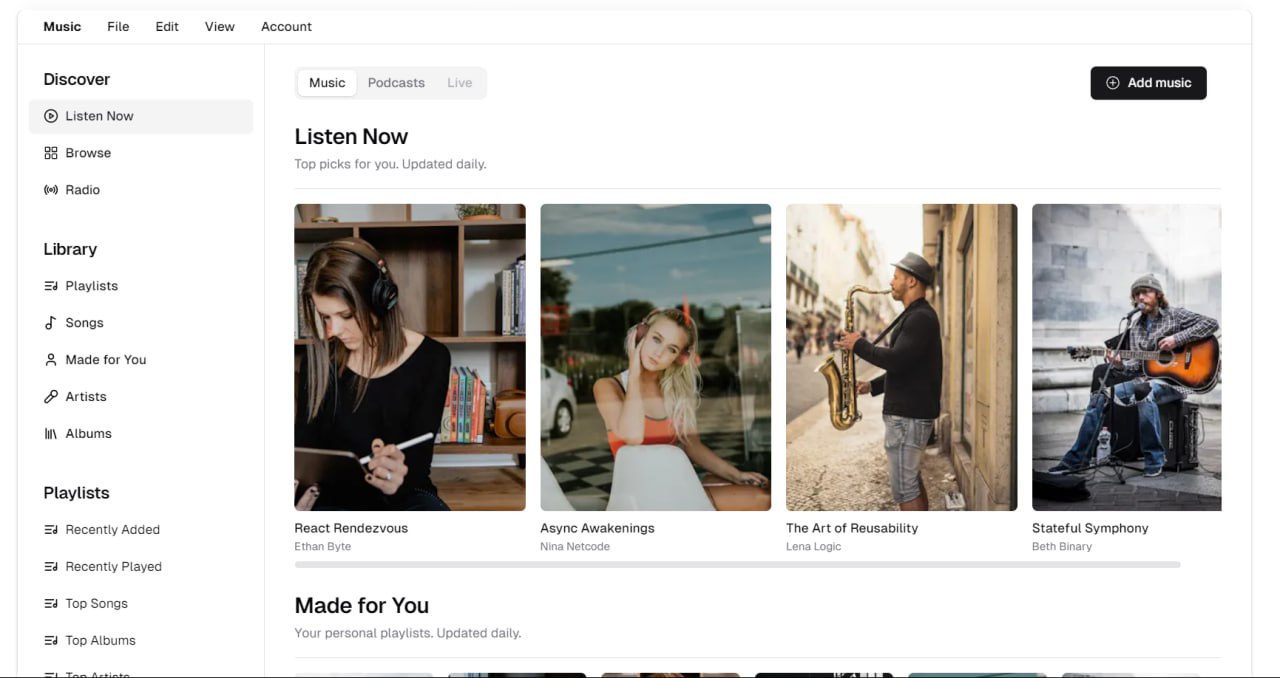 Music File Edit View Account
Discover
Listen Now
Browse
Radio
Library
Playlists
Songs
Made for You
Artists
Albums
Playlists
Recently Added
Recently Played
Top Songs
Top Albums
Top Artists
Music Podcasts Live
Add music
Listen Now
Top picks for you. Updated daily.
React Rendezvous
Ethan Byte
Async Awakenings
Nina Netcode
The Art of Reusability
Lena Logic
Stateful Symphony
Beth Binary
Made for You
Your personal playlists. Updated daily.